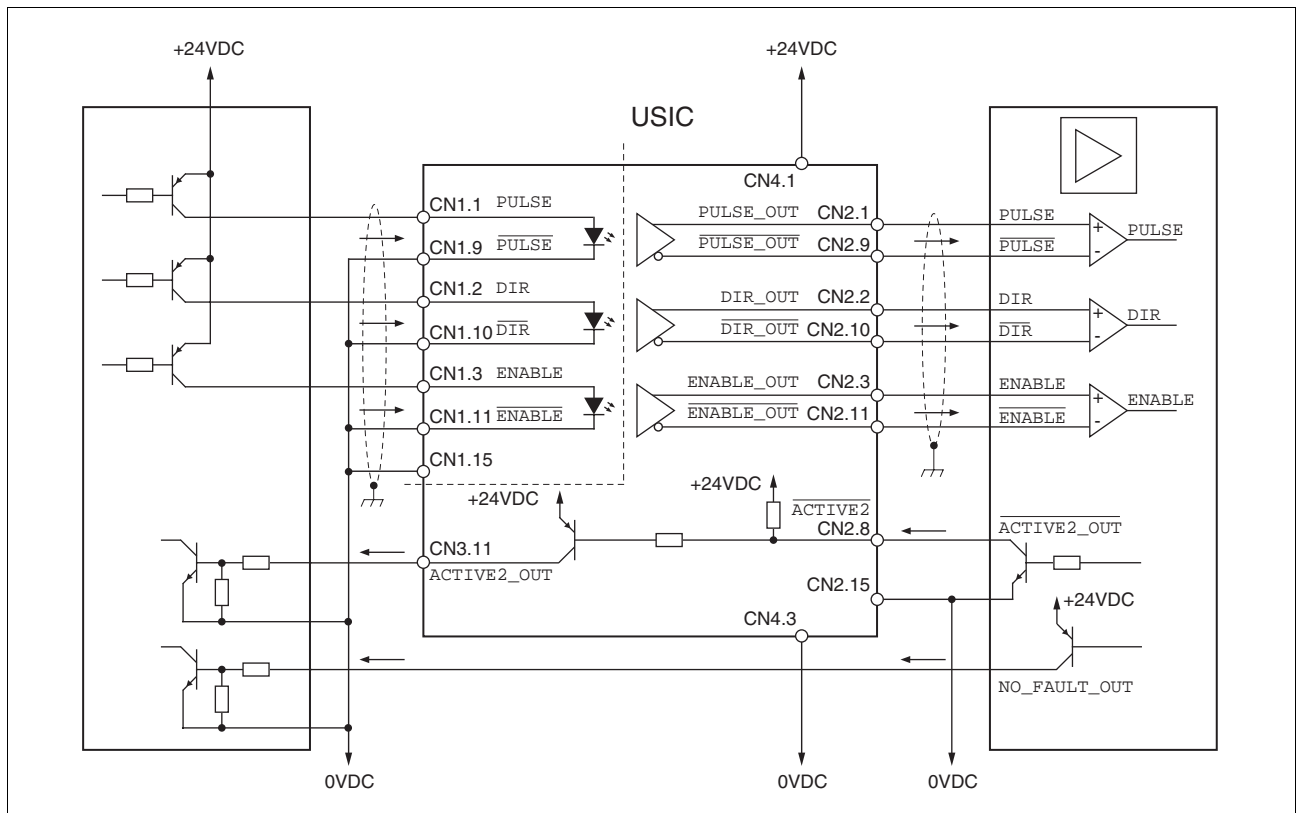 +24VDC
+24VDC
USIC
CN4.1
CN1.1 PULSE
PULSE_OUT CN2.1
PULSE
+
PULSE
CN1.9 PULSE
PULSE_OUT CN2.9
PULSE
-
CN1.2 DIR
DIR_OUT CN2.2
DIR
+
DIR
CN1.10 DIR
DIR_OUT CN2.10
DIR
-
CN1.3 ENABLE
ENABLE_OUT CN2.3
ENABLE
+
ENABLE
CN1.11 ENABLE
ENABLE_OUT CN2.11
ENABLE
-
CN1.15
+24VDC
+24VDC
ACTIVE2
CN2.8
ACTIVE2_OUT
CN3.11
ACTIVE2_OUT
CN2.15
+24VDC
CN4.3
NO_FAULT_OUT
0VDC
0VDC
0VDC